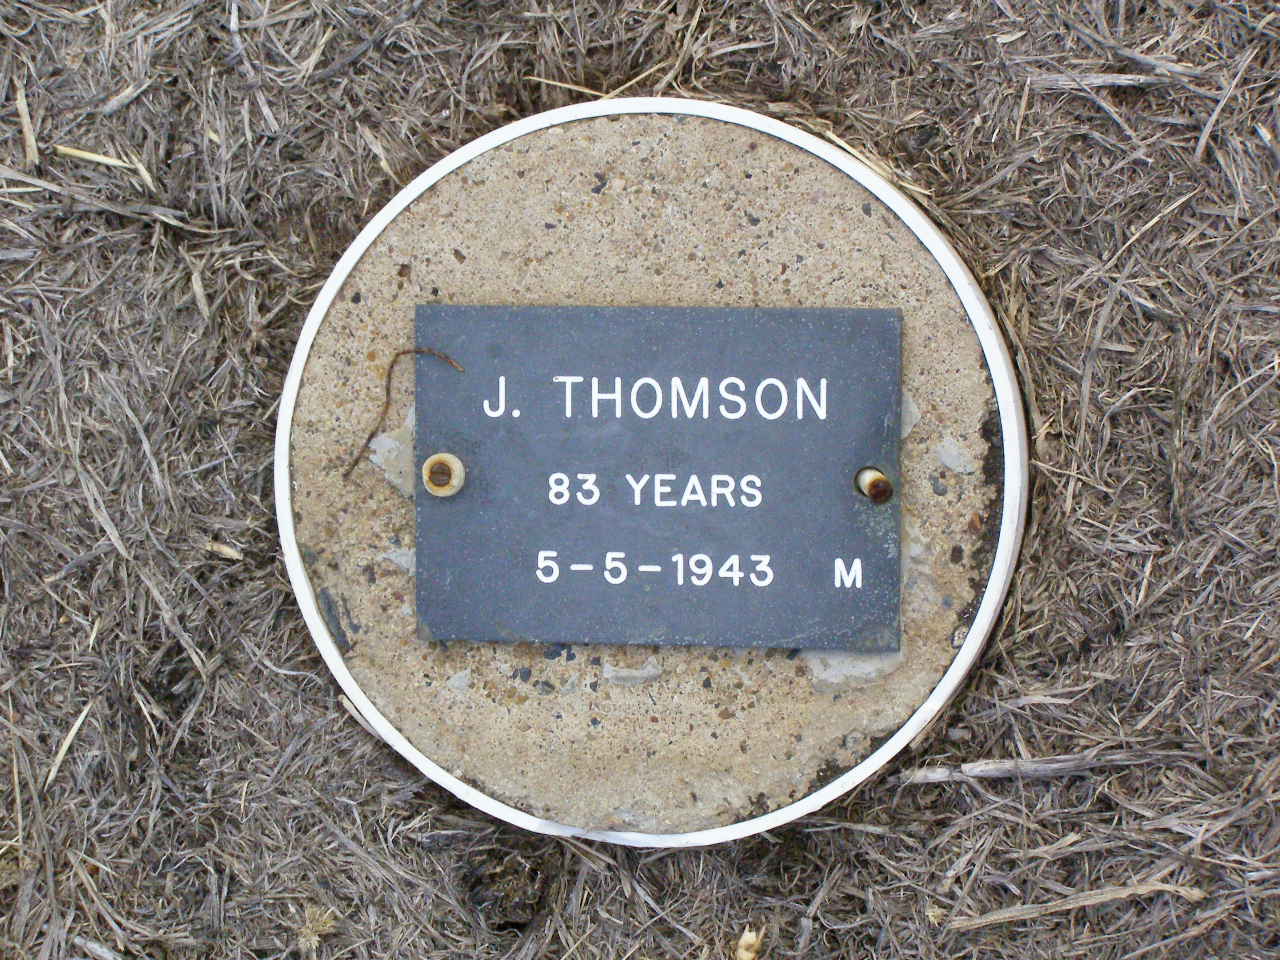 J. THOMSON
83 YEARS
5-5-1943 M